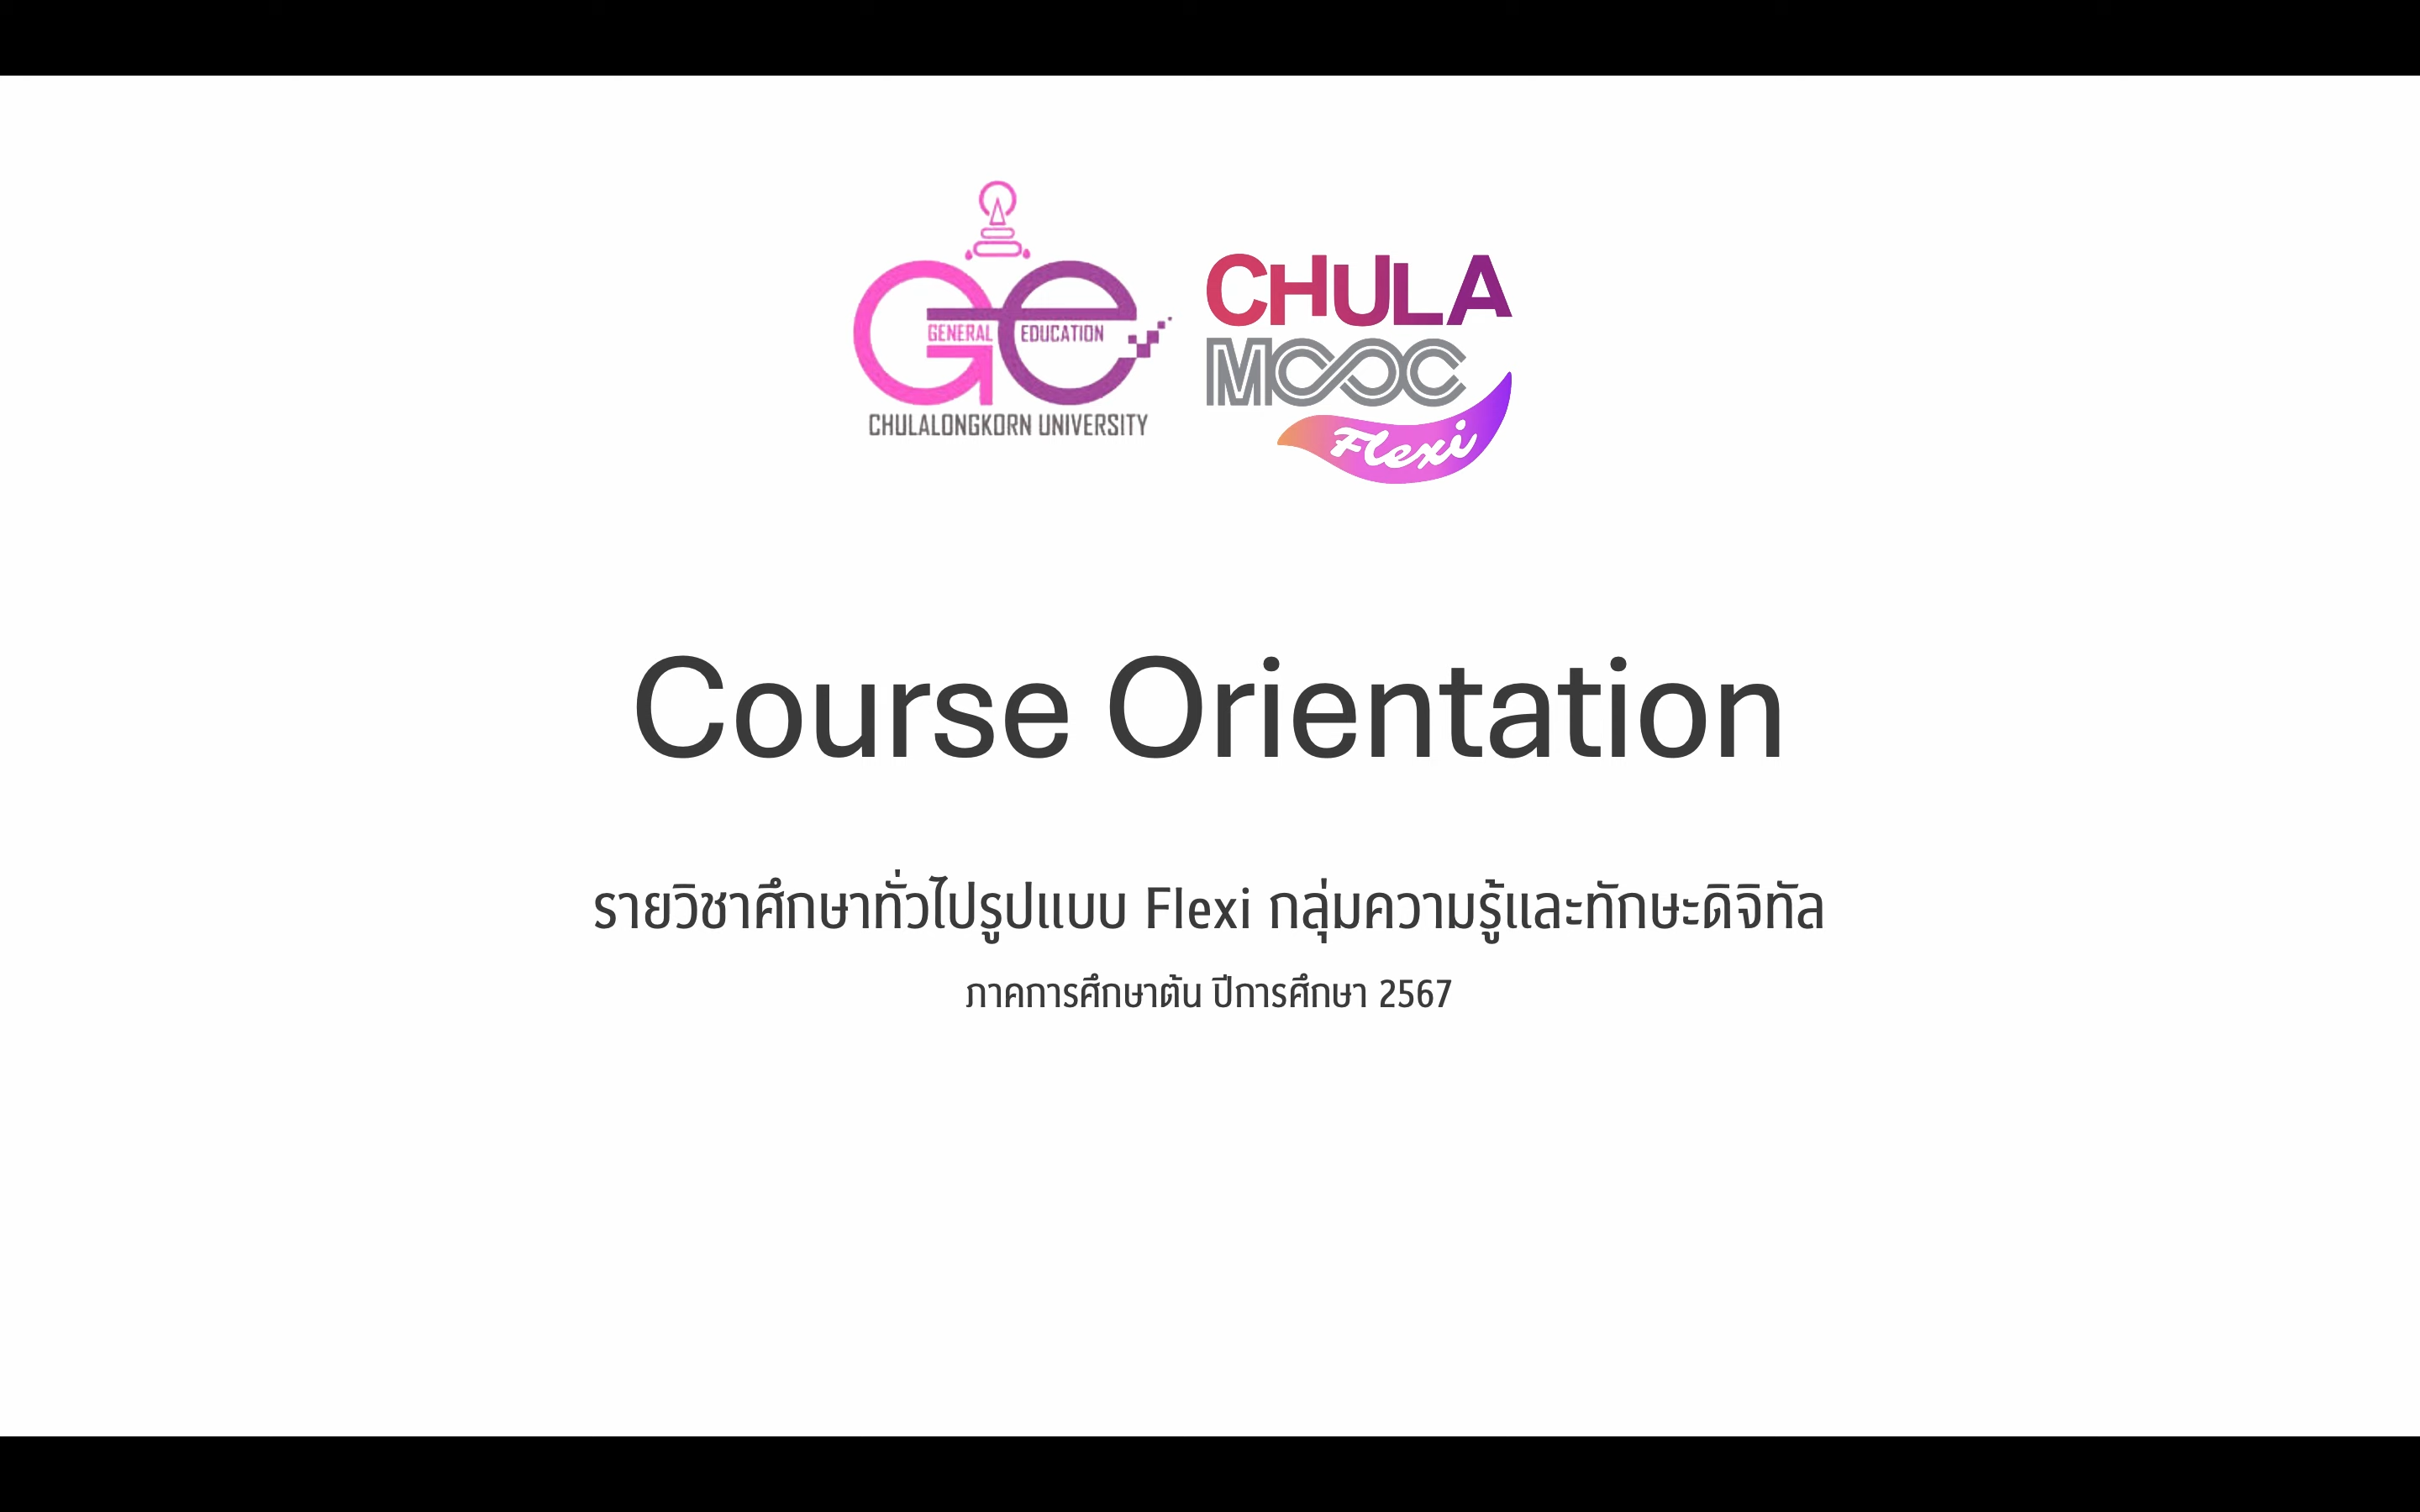 GENERAL EDUCATION
CHULALONGKORN UNIVERSITY
CHULA
MOOC
Flexi
Course Orientation
รายวิชาศึกษาทั่วไปรูปแบบ Flexi กลุ่มความรู้และทักษะดิจิทัล
ภาคการศึกษาต้น ปีการศึกษา 2567